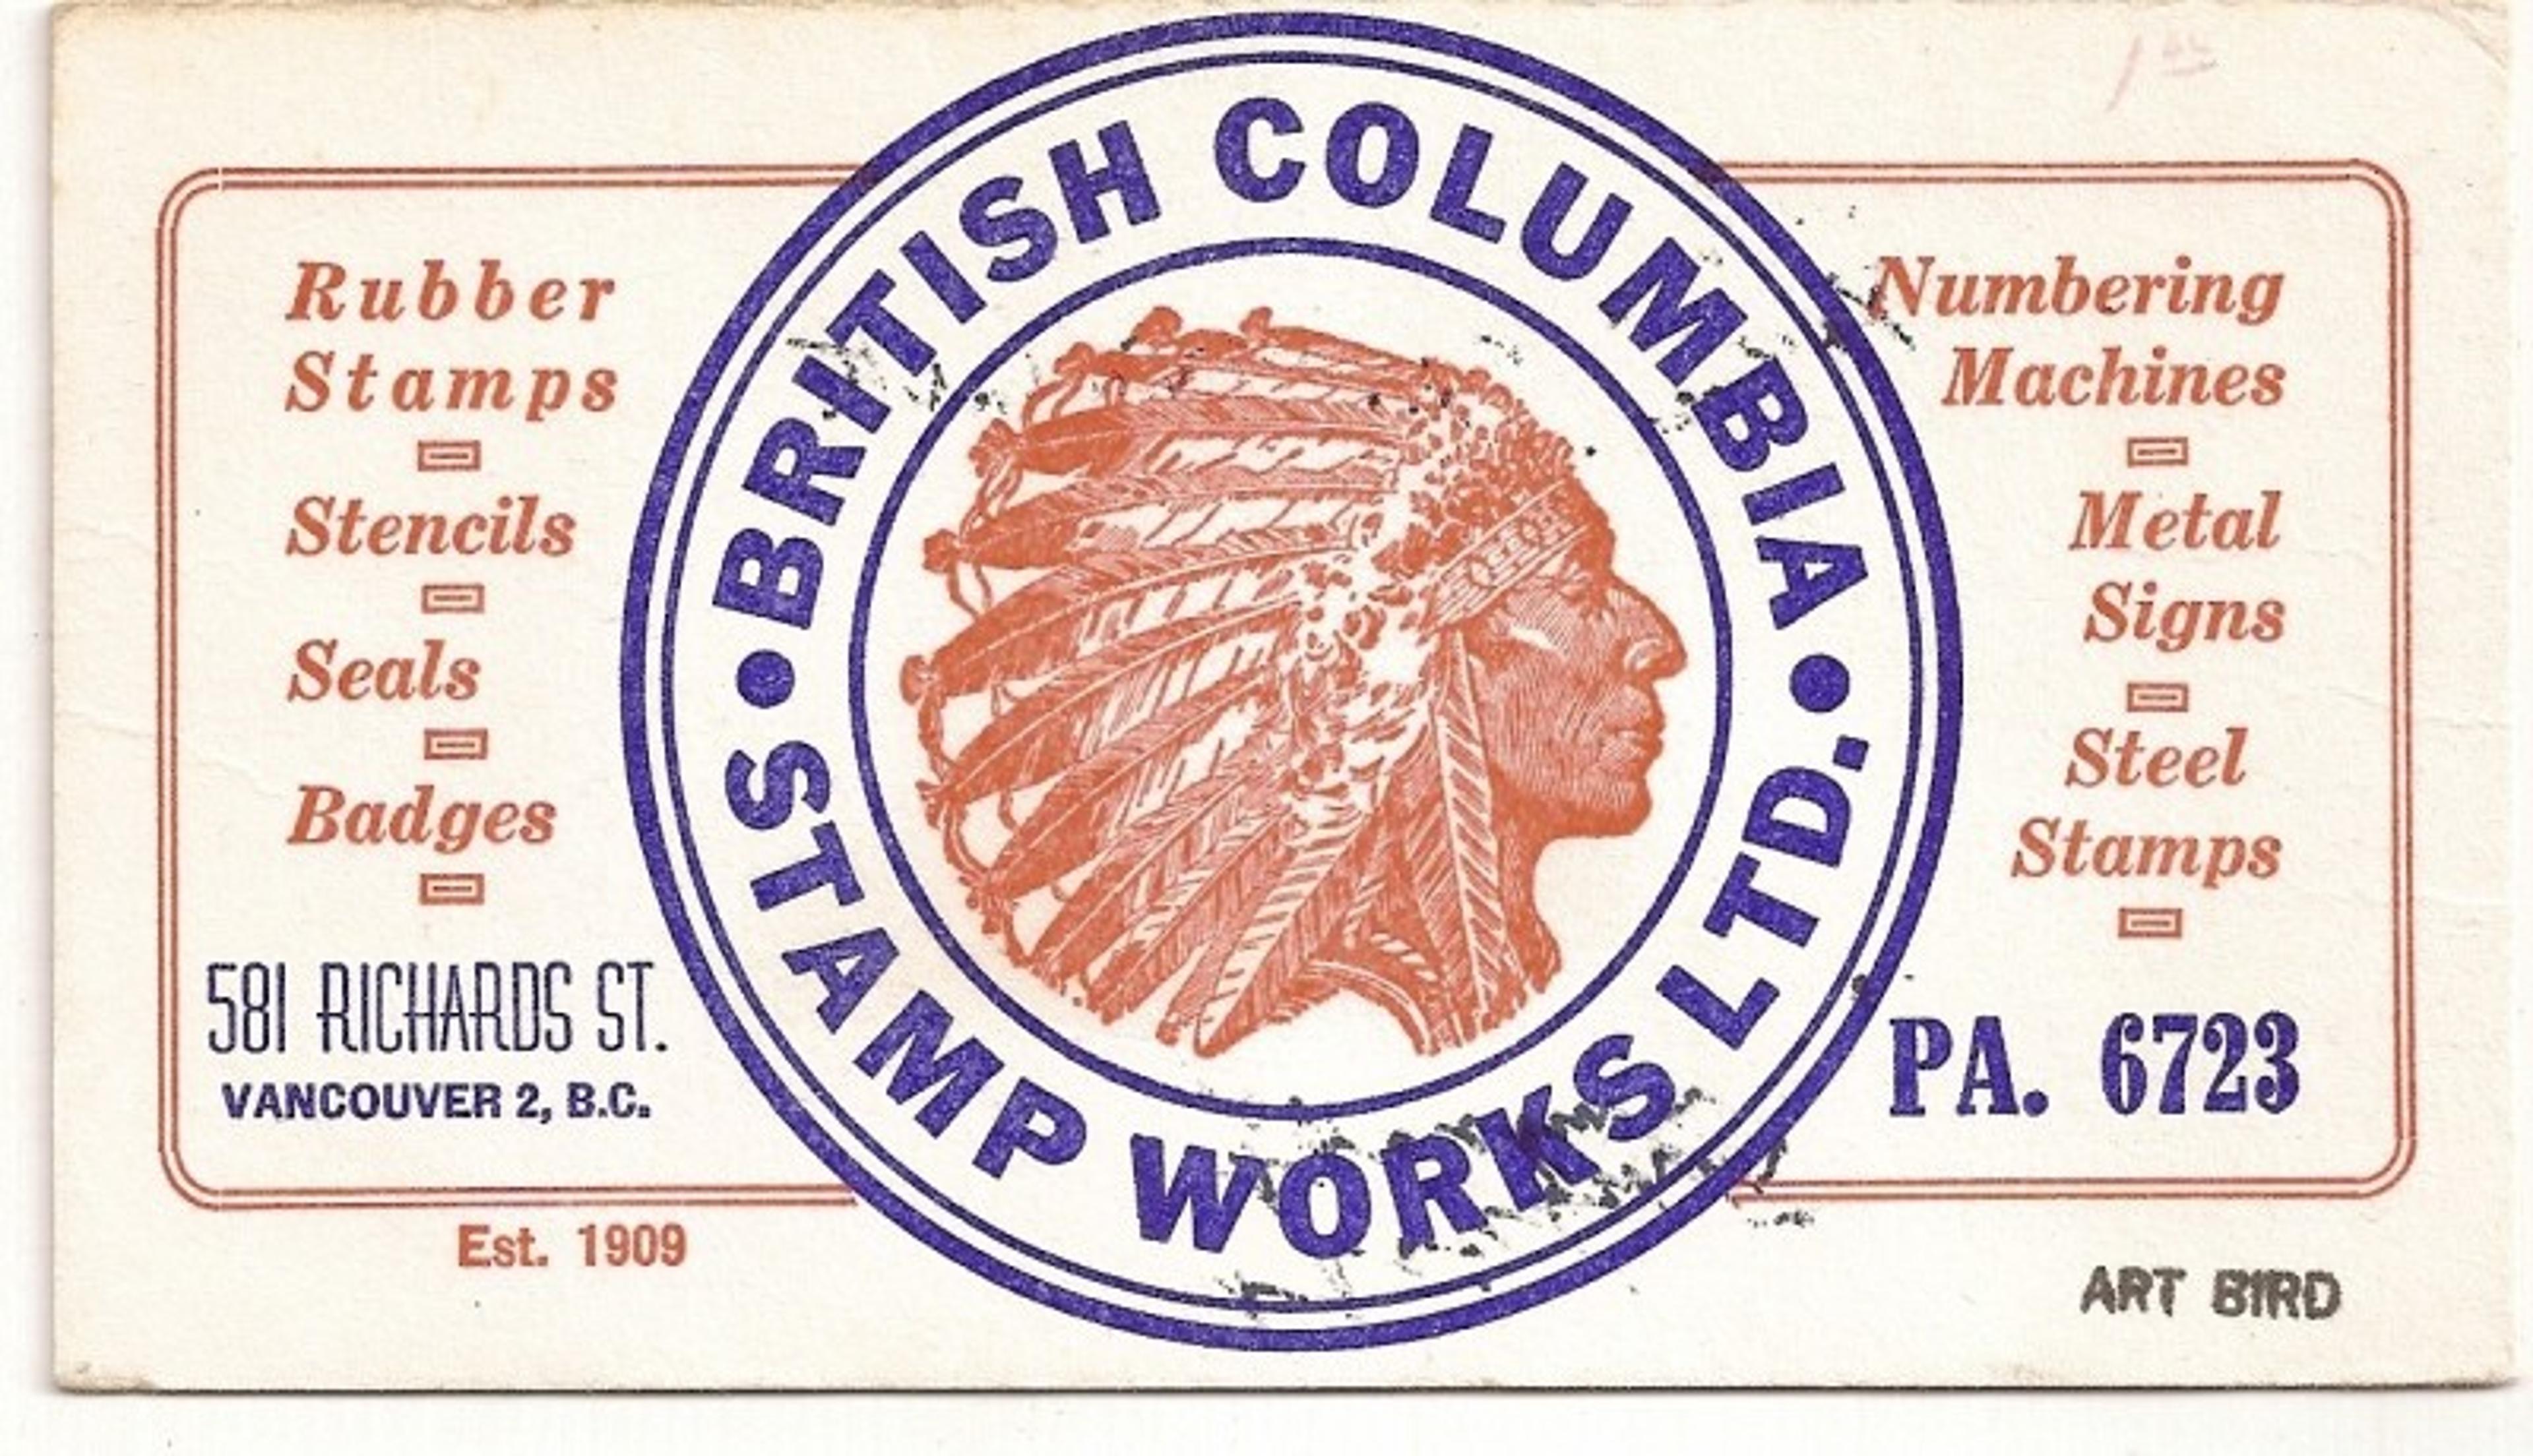 BRITISH COLUMBIA
STAMP WORKS LTD.
Rubber
Stamps
Stencils
Seals
Badges
581 RICHARDS ST.
VANCOUVER 2, B.C.
Est. 1909
Numbering
Machines
Metal
Signs
Steel
Stamps
PA. 6723
ART BIRD